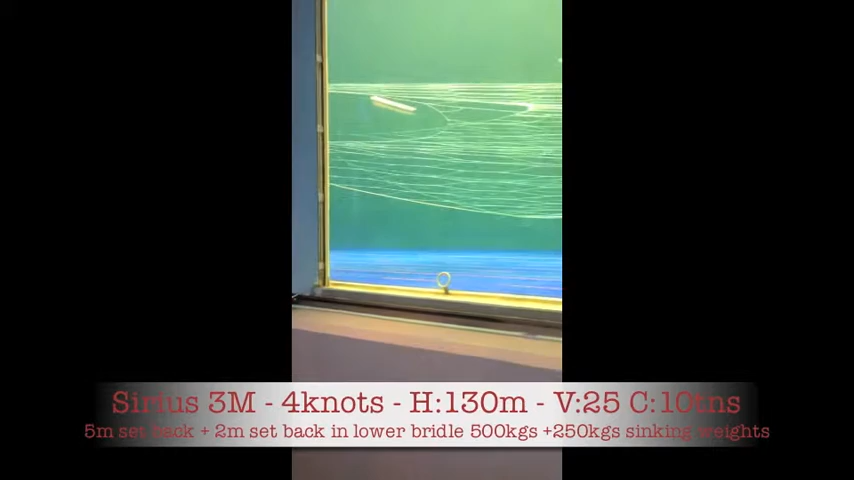 Sirius 3M - 4knots - H:130m - V:25 C:10tns
5m set back + 2m set back in lower bridle 500kgs +250kgs sinking weights